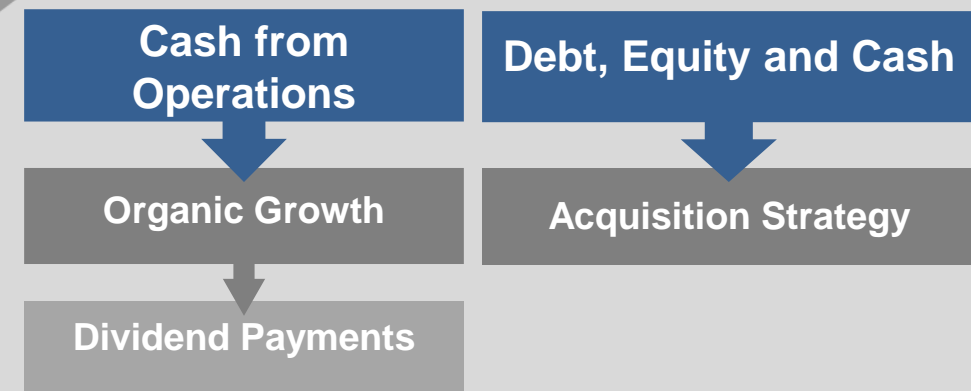 Cash from
Operations
Organic Growth
Dividend Payments
Debt, Equity and Cash
Acquisition Strategy